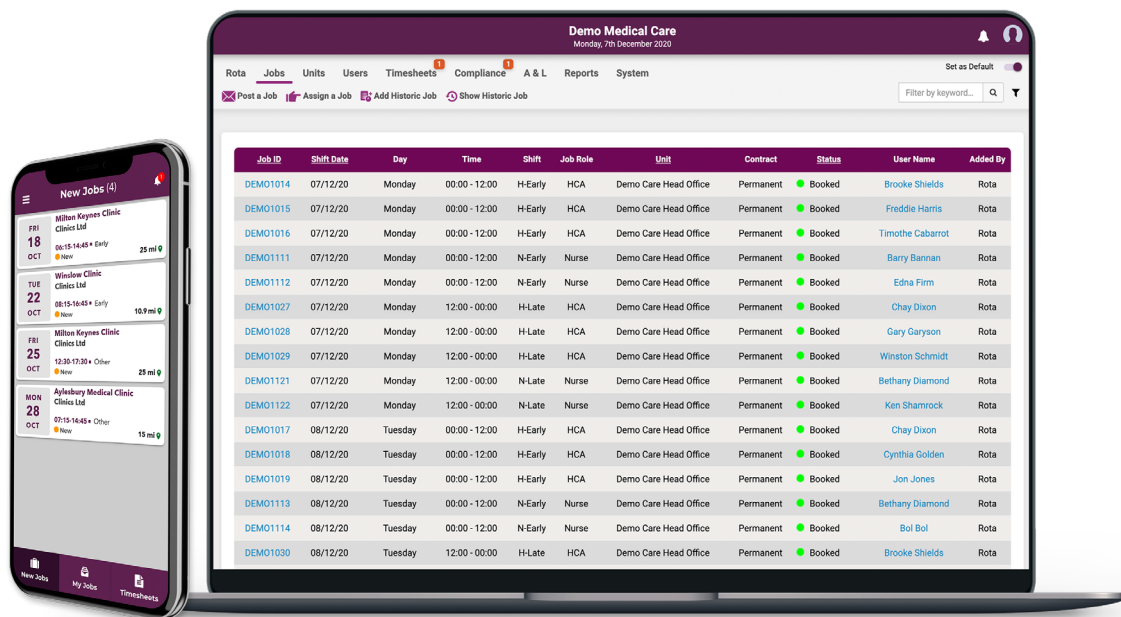 Demo Medical Care
Monday, 7th December 2020
Rota Jobs Units Users Timesheets 1 Compliance 1 A & L Reports System
Set as Default
Post a Job Assign a Job Add Historic Job Show Historic Job
Filter by keyword...
Job ID Shift Date Day Time Shift Job Role Unit Contract Status User Name Added By
DEMO1014 07/12/20 Monday 00:00 - 12:00 H-Early HCA Demo Care Head Office Permanent Booked Brooke Shields Rota
DEMO1015 07/12/20 Monday 00:00 - 12:00 H-Early HCA Demo Care Head Office Permanent Booked Freddie Harris Rota
DEMO1016 07/12/20 Monday 00:00 - 12:00 H-Early HCA Demo Care Head Office Permanent Booked Timothe Cabarrot Rota
DEMO1111 07/12/20 Monday 00:00 - 12:00 N-Early Nurse Demo Care Head Office Permanent Booked Barry Bannan Rota
DEMO1112 07/12/20 Monday 00:00 - 12:00 N-Early Nurse Demo Care Head Office Permanent Booked Edna Firm Rota
DEMO1027 07/12/20 Monday 12:00 - 00:00 H-Late HCA Demo Care Head Office Permanent Booked Chay Dixon Rota
DEMO1028 07/12/20 Monday 12:00 - 00:00 H-Late HCA Demo Care Head Office Permanent Booked Gary Garyson Rota
DEMO1029 07/12/20 Monday 12:00 - 00:00 H-Late HCA Demo Care Head Office Permanent Booked Winston Schmidt Rota
DEMO1121 07/12/20 Monday 12:00 - 00:00 N-Late Nurse Demo Care Head Office Permanent Booked Bethany Diamond Rota
DEMO1122 07/12/20 Monday 12:00 - 00:00 N-Late Nurse Demo Care Head Office Permanent Booked Ken Shamrock Rota
DEMO1017 08/12/20 Tuesday 00:00 - 12:00 H-Early HCA Demo Care Head Office Permanent Booked Chay Dixon Rota
DEMO1018 08/12/20 Tuesday 00:00 - 12:00 H-Early HCA Demo Care Head Office Permanent Booked Cynthia Golden Rota
DEMO1019 08/12/20 Tuesday 00:00 - 12:00 H-Early HCA Demo Care Head Office Permanent Booked Jon Jones Rota
DEMO1113 08/12/20 Tuesday 00:00 - 12:00 N-Early Nurse Demo Care Head Office Permanent Booked Bethany Diamond Rota
DEMO1114 08/12/20 Tuesday 00:00 - 12:00 N-Early Nurse Demo Care Head Office Permanent Booked Bol Bol Rota
DEMO1030 08/12/20 Tuesday 12:00 - 00:00 H-Late HCA Demo Care Head Office Permanent Booked Brooke Shields Rota
New Jobs (4) 1
FRI
18
OCT
Milton Keynes Clinic
Clinics Ltd
06:15-14:45 • Early
New
25 mi
TUE
22
OCT
Winslow Clinic
Clinics Ltd
08:15-16:45 • Early
New
10.9 mi
FRI
25
OCT
Milton Keynes Clinic
Clinics Ltd
12:30-17:30 • Other
New
25 mi
MON
28
OCT
Aylesbury Medical Clinic
Clinics Ltd
07:15-14:45 • Other
New
15 mi
New Jobs My Jobs Timesheets